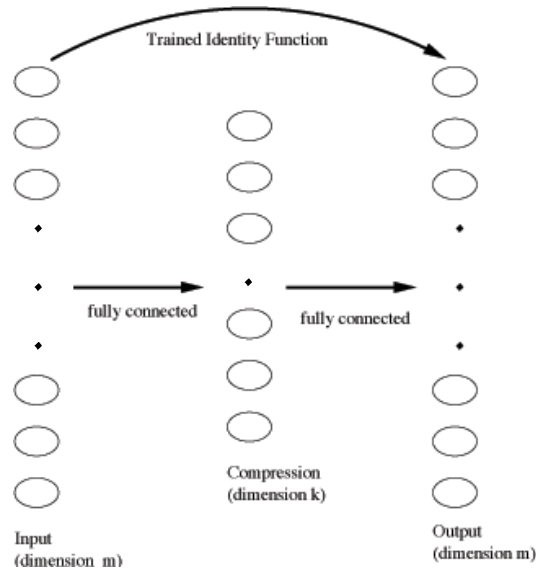 Trained Identity Function
fully connected
fully connected
Compression
(dimension k)
Input
(dimension m)
Output
(dimension m)